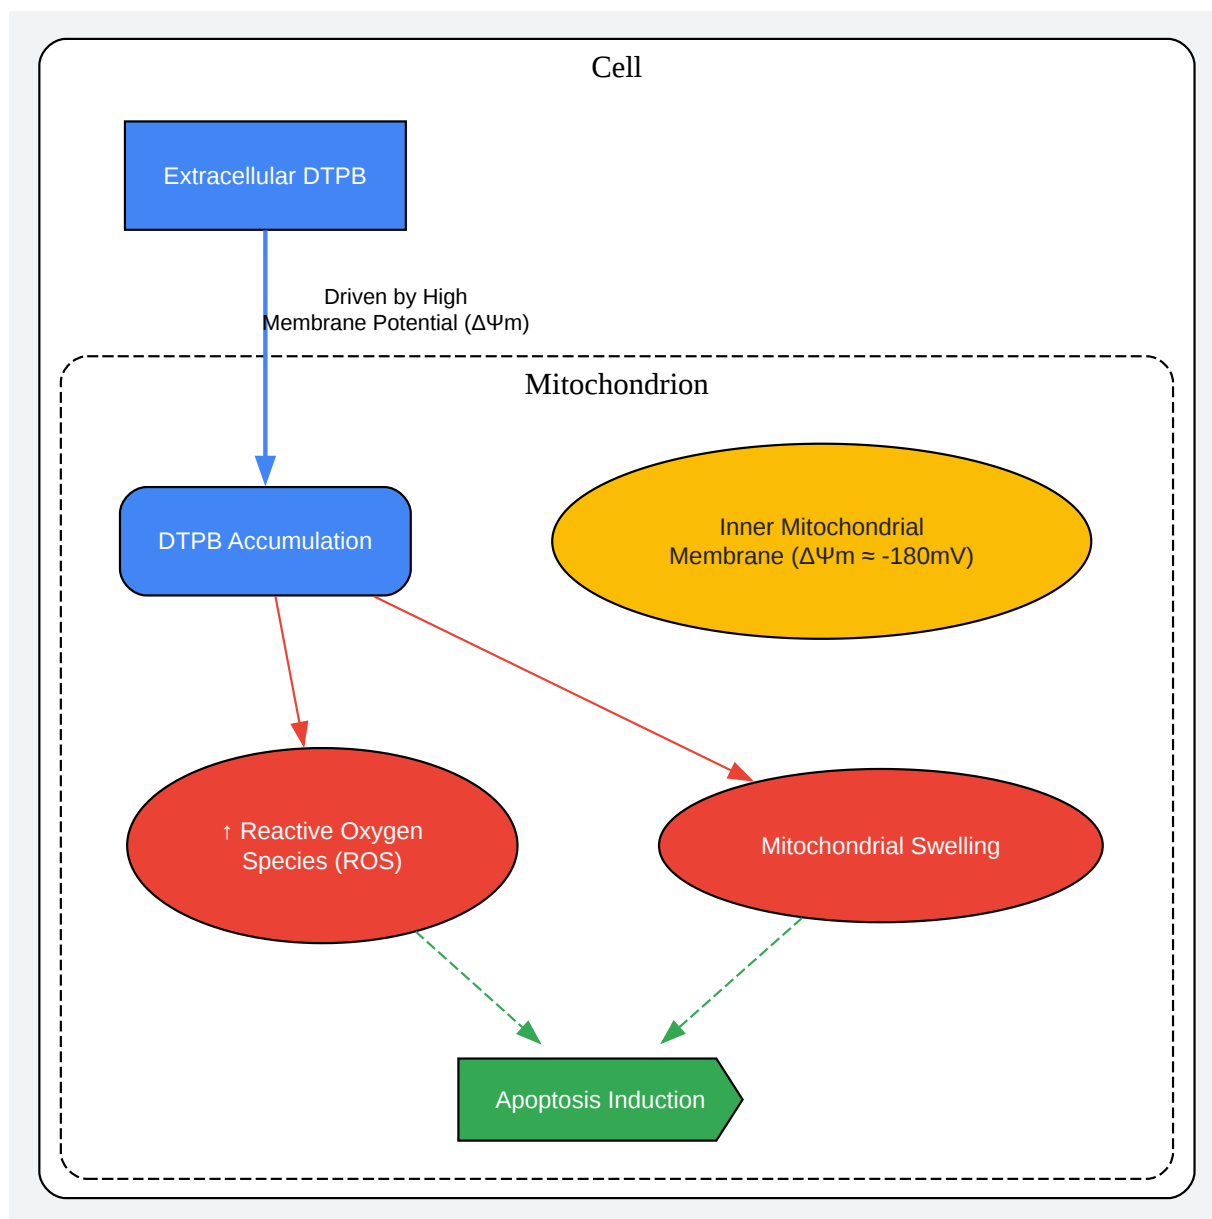 Cell
Extracellular DTPB
Driven by High
Membrane Potential (ΔΨm)
Mitochondrion
DTPB Accumulation
Inner Mitochondrial
Membrane (ΔΨm ≈ -180mV)
↑ Reactive Oxygen
Species (ROS)
Mitochondrial Swelling
Apoptosis Induction